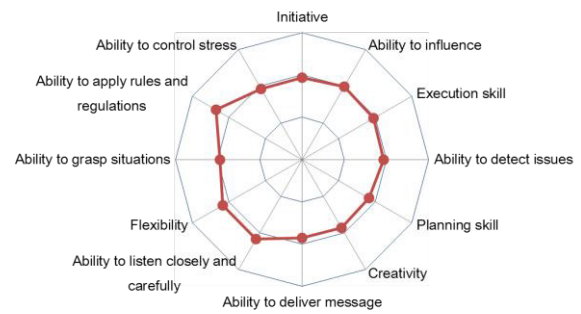 Initiative
Ability to control stress
Ability to influence
Ability to apply rules and
regulations
Execution skill
Ability to grasp situations
Ability to detect issues
Flexibility
Planning skill
Ability to listen closely and
carefully
Creativity
Ability to deliver message